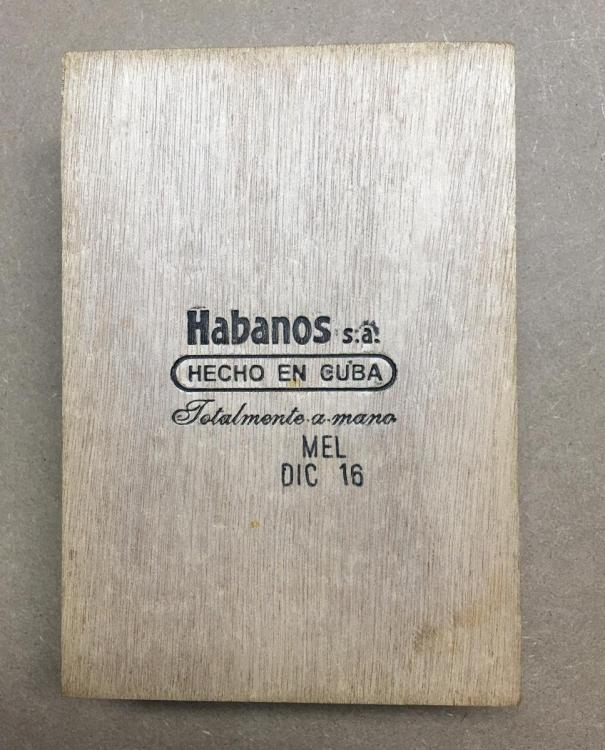 Habanos s.a.
HECHO EN CUBA
Totalmente a mano
MEL
DIC 16